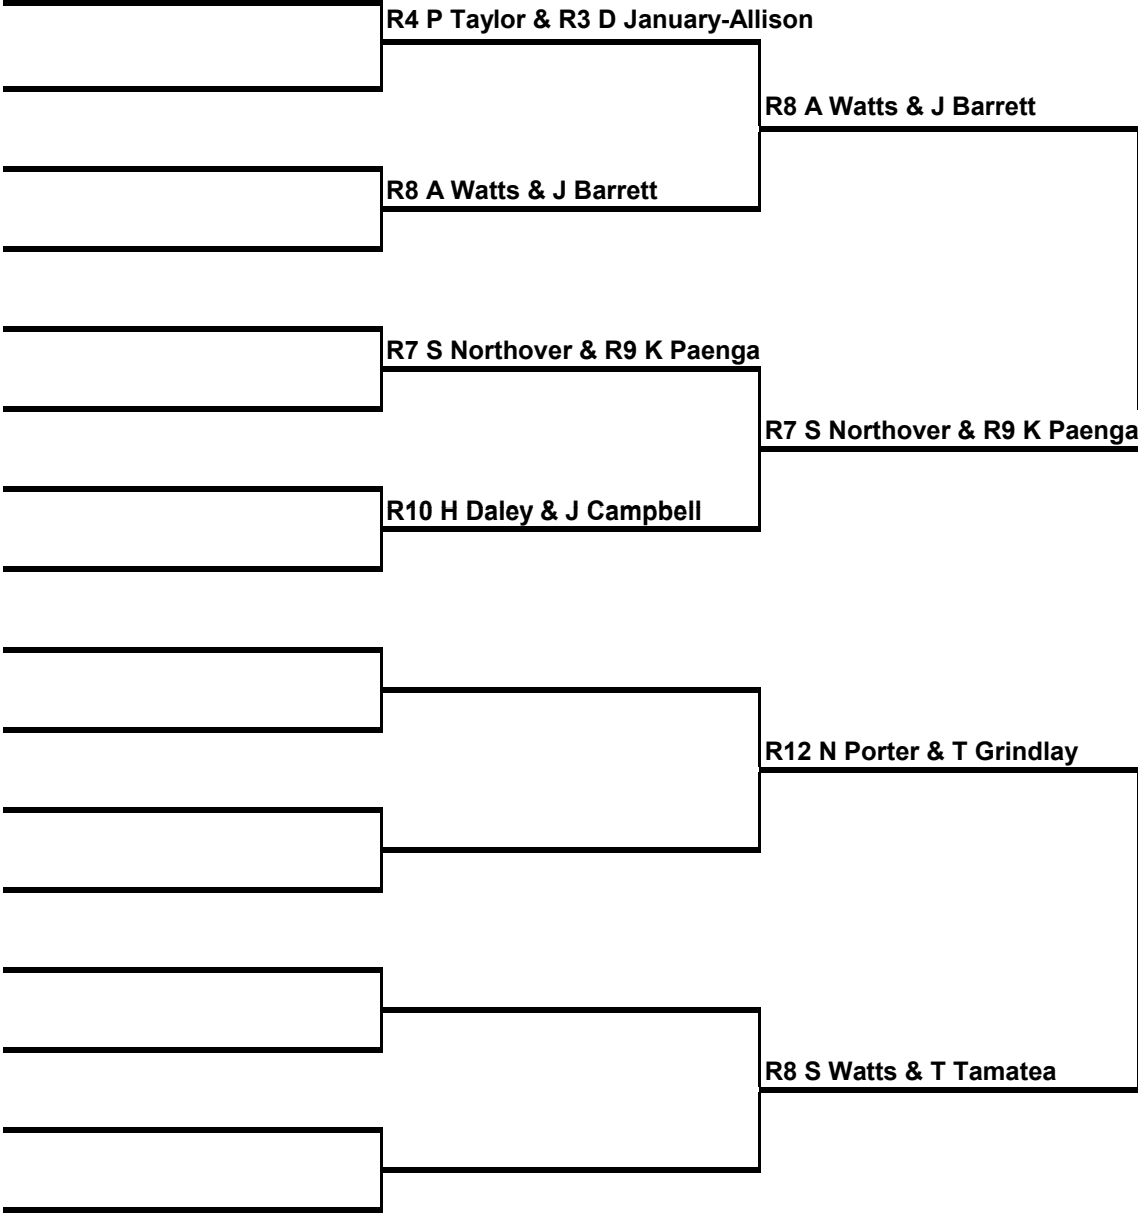 R4 P Taylor & R3 D January-Allison
R8 A Watts & J Barrett
R8 A Watts & J Barrett
R7 S Northover & R9 K Paenga
R7 S Northover & R9 K Paenga
R10 H Daley & J Campbell
R12 N Porter & T Grindlay
R8 S Watts & T Tamatea